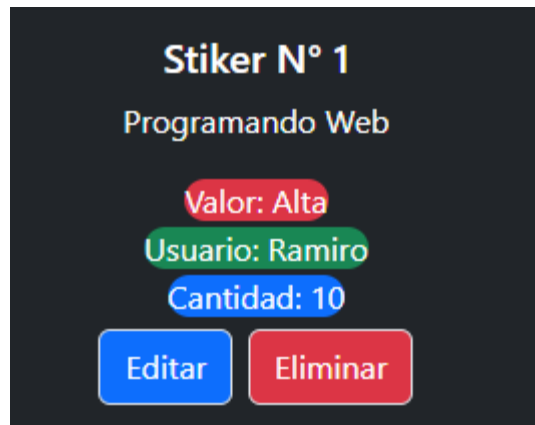 Stiker N° 1
Programando Web
Valor: Alta
Usuario: Ramiro
Cantidad: 10
Editar Eliminar